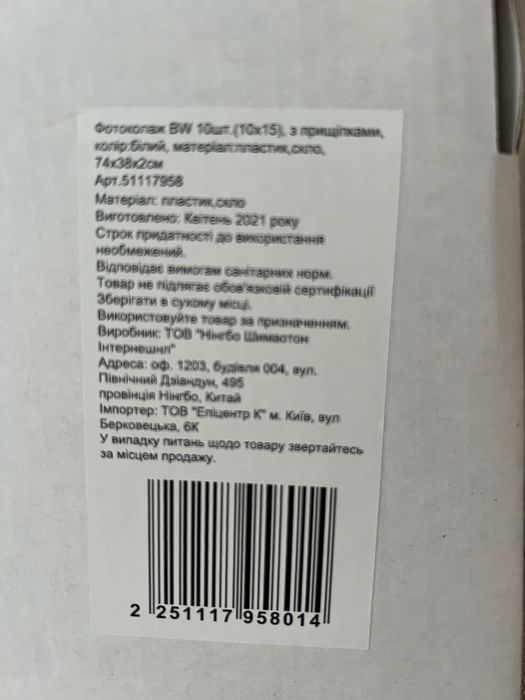 Фотоколаж BW 10шт.(10x15), з прищіпками,
колір:білий, матеріал:пластик,скло,
74x38x2см
Арт.51117958
Матеріал: пластик,скло
Виготовлено: Квітень 2021 року
Строк придатності до використання
необмежений.
Відповідає вимогам санітарних норм.
Товар не підлягає обов'язковій сертифікації
Зберігати в сухому місці.
Використовуйте товар за призначенням.
Виробник: ТОВ "Нінгбо Шимаотон
Інтернешнл"
Адреса: оф. 1203, будівля 004, вул.
Північний Дзіандун, 495
провінція Нінгбо, Китай
Імпортер: ТОВ "Епіцентр К" м. Київ, вул
Берковецька, 6К
У випадку питань щодо товару звертайтесь
за місцем продажу.
2 251117 958014